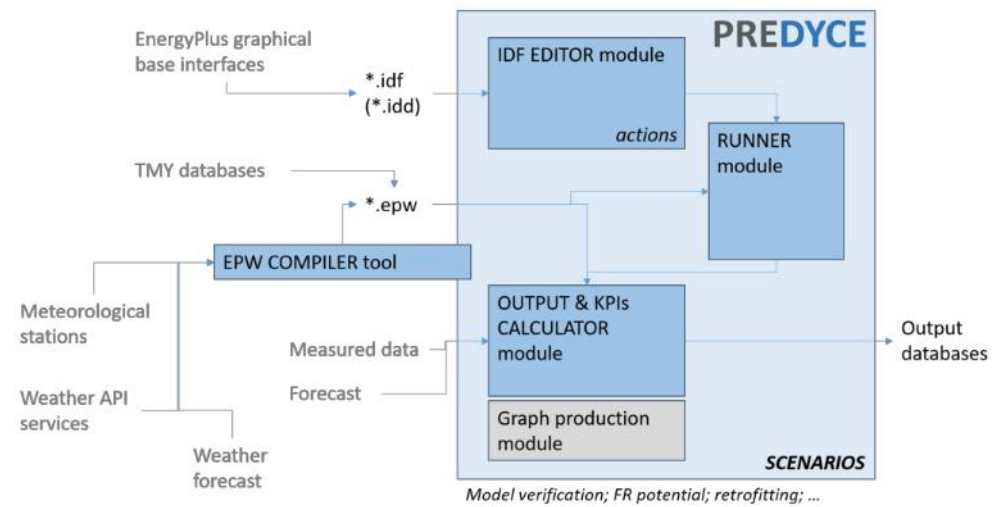 PREDYCE
EnergyPlus graphical
base interfaces
*.idf
(*.idd)
IDF EDITOR module
actions
RUNNER
module
TMY databases
*.epw
EPW COMPILER tool
Meteorological
stations
Weather API
services
Weather
forecast
Measured data
Forecast
OUTPUT & KPIs
CALCULATOR
module
Graph production
module
Output
databases
SCENARIOS
Model verification; FR potential; retrofitting; ...